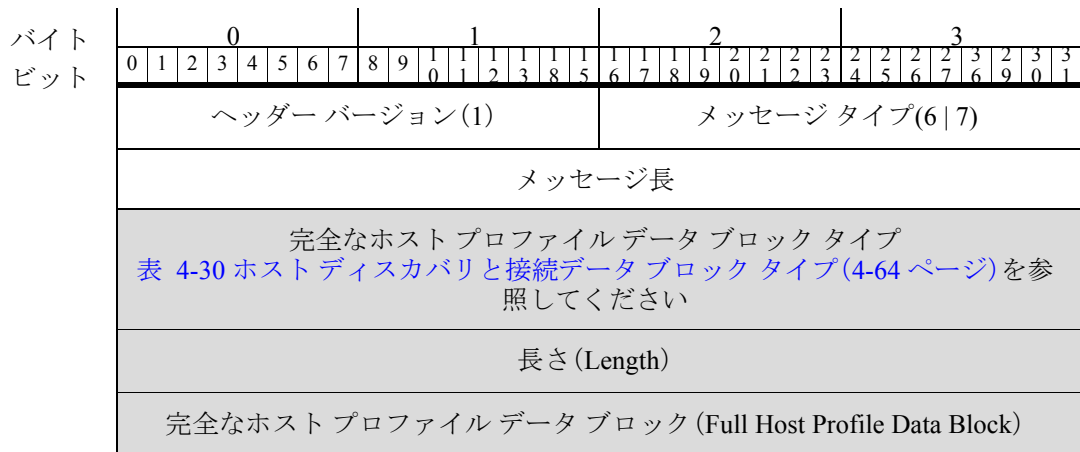 バイト 0 1 2 3
ビット 0 1 2 3 4 5 6 7 8 9 10 11 12 13 18 15 16 17 18 19 20 21 22 23 24 25 26 27 36 29 30 31
ヘッダー バージョン(1) メッセージ タイプ(6 | 7)
メッセージ長
完全なホスト プロファイル データ ブロック タイプ
表 4-30 ホスト ディスカバリと接続データ ブロック タイプ(4-64 ページ)を参
照してください
長さ(Length)
完全なホスト プロファイル データ ブロック(Full Host Profile Data Block)